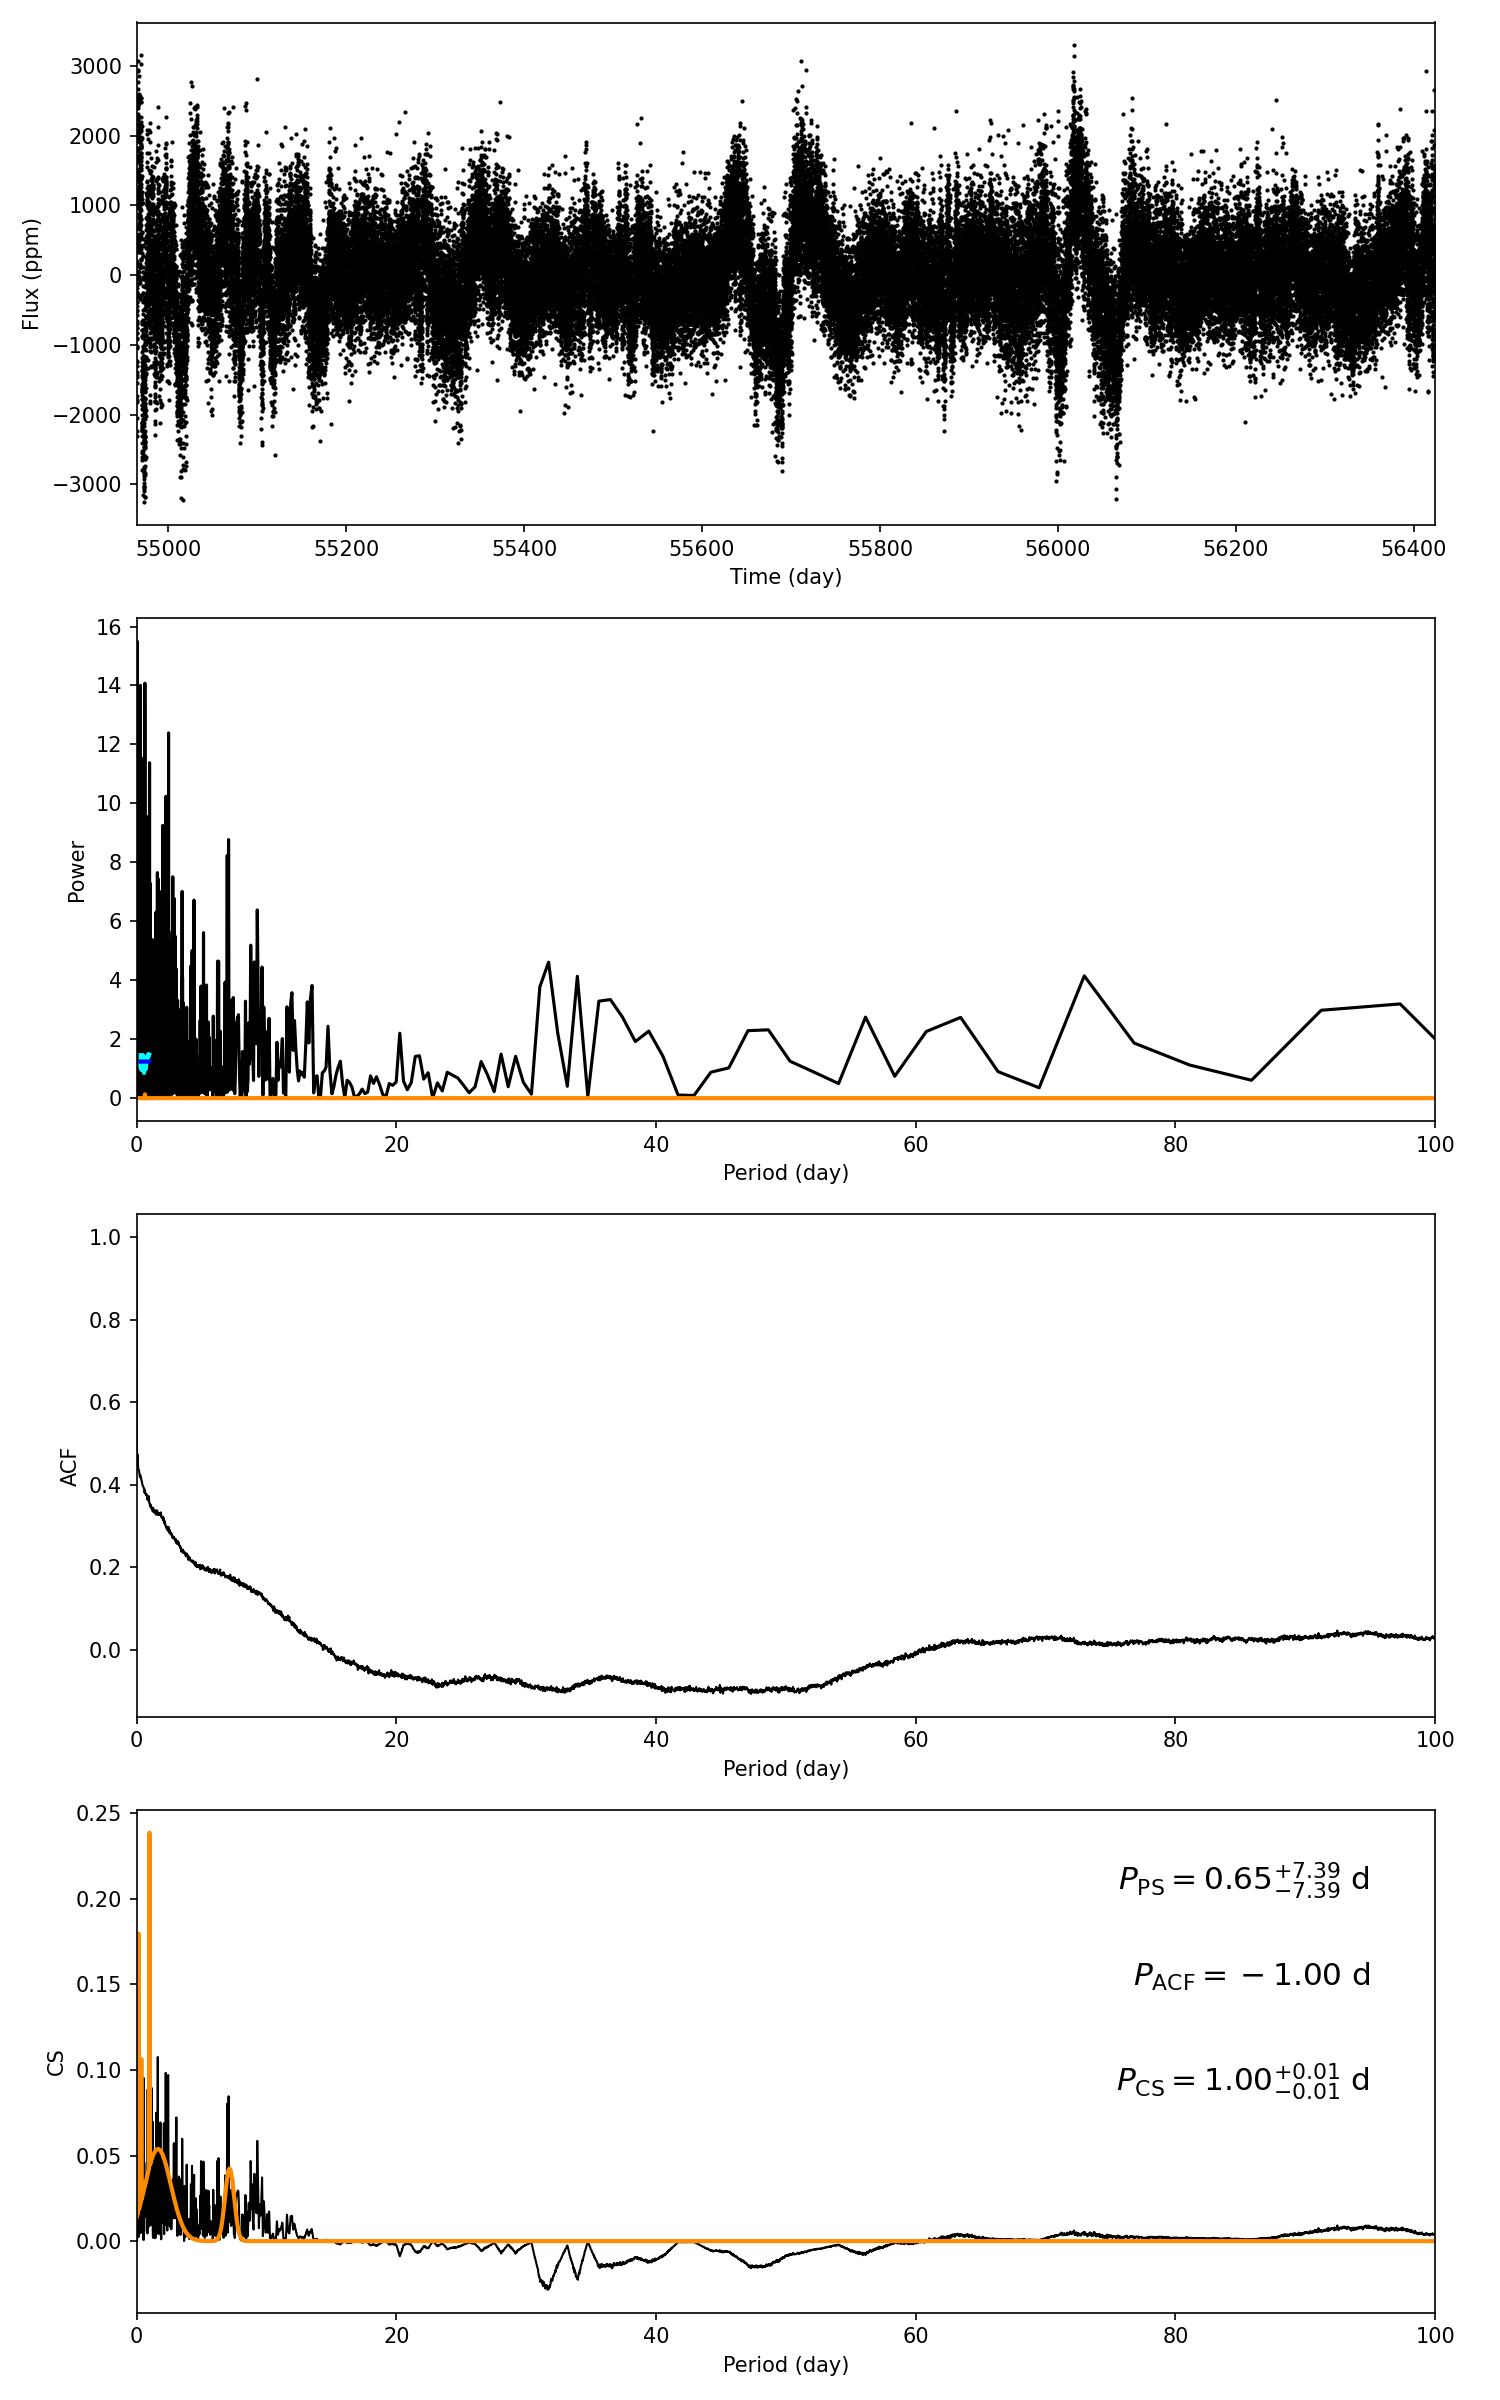 3000
2000
1000
0
−1000
−2000
−3000
Flux (ppm)
55000 55200 55400 55600 55800 56000 56200 56400
Time (day)
16
14
12
10
8
6
4
2
0
Power
0 20 40 60 80 100
Period (day)
1.0
0.8
0.6
0.4
0.2
0.0
ACF
0 20 40 60 80 100
Period (day)
0.25
0.20
0.15
0.10
0.05
0.00
CS
P_PS = 0.65^{+7.39}_{−7.39} d
P_ACF = −1.00 d
P_CS = 1.00^{+0.01}_{−0.01} d
0 20 40 60 80 100
Period (day)